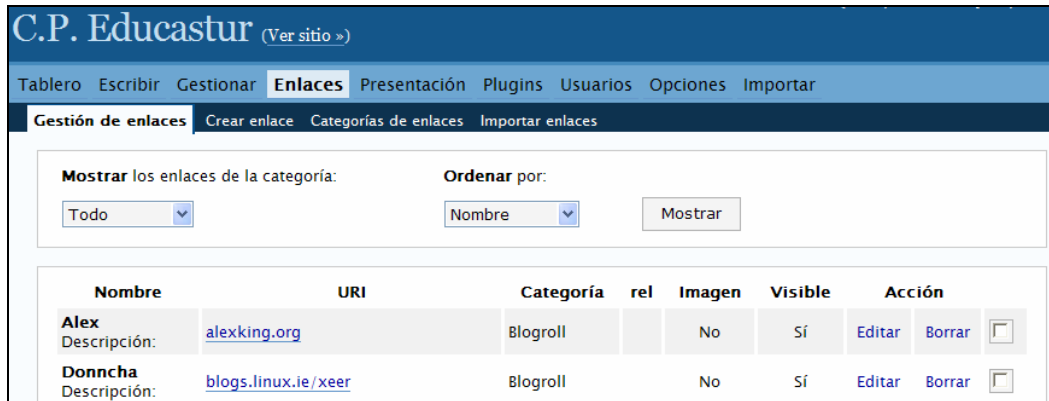 C.P. Educastur (Ver sitio »)
Tablero Escribir Gestionar Enlaces Presentación Plugins Usuarios Opciones Importar
Gestión de enlaces Crear enlace Categorías de enlaces Importar enlaces
Mostrar los enlaces de la categoría: Ordenar por:
Todo Nombre Mostrar
Nombre URI Categoría rel Imagen Visible Acción
Alex
Descripción: alexking.org Blogroll No Sí Editar Borrar
Donncha
Descripción: blogs.linux.ie/xeer Blogroll No Sí Editar Borrar